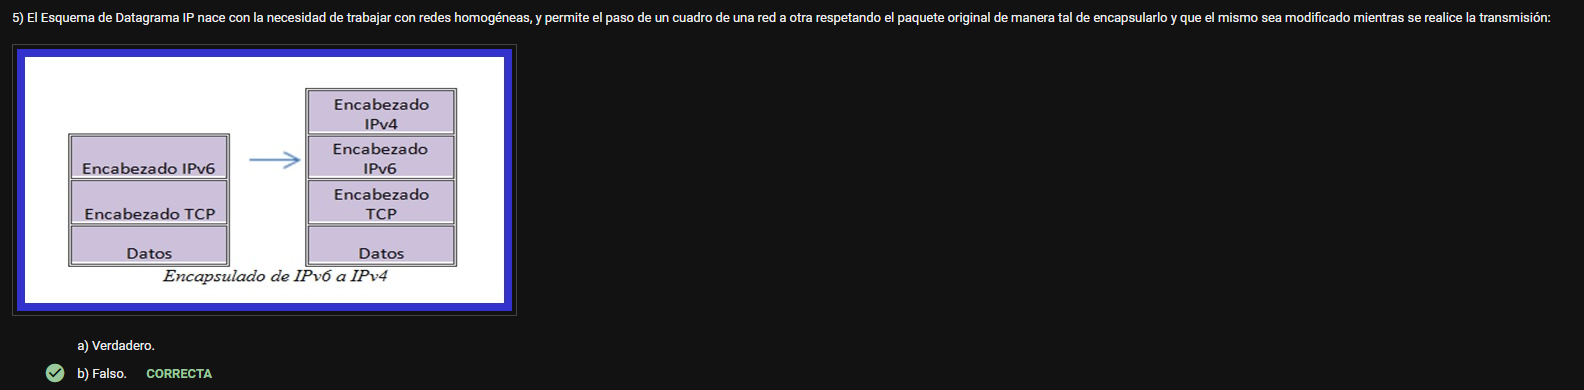 5) El Esquema de Datagrama IP nace con la necesidad de trabajar con redes homogéneas, y permite el paso de un cuadro de una red a otra respetando el paquete original de manera tal de encapsularlo y que el mismo sea modificado mientras se realice la transmisión:
Encabezado IPv6
Encabezado TCP
Datos
Encabezado
IPv4
Encabezado
IPv6
Encabezado
TCP
Datos
Encapsulado de IPv6 a IPv4
a) Verdadero.
b) Falso. CORRECTA